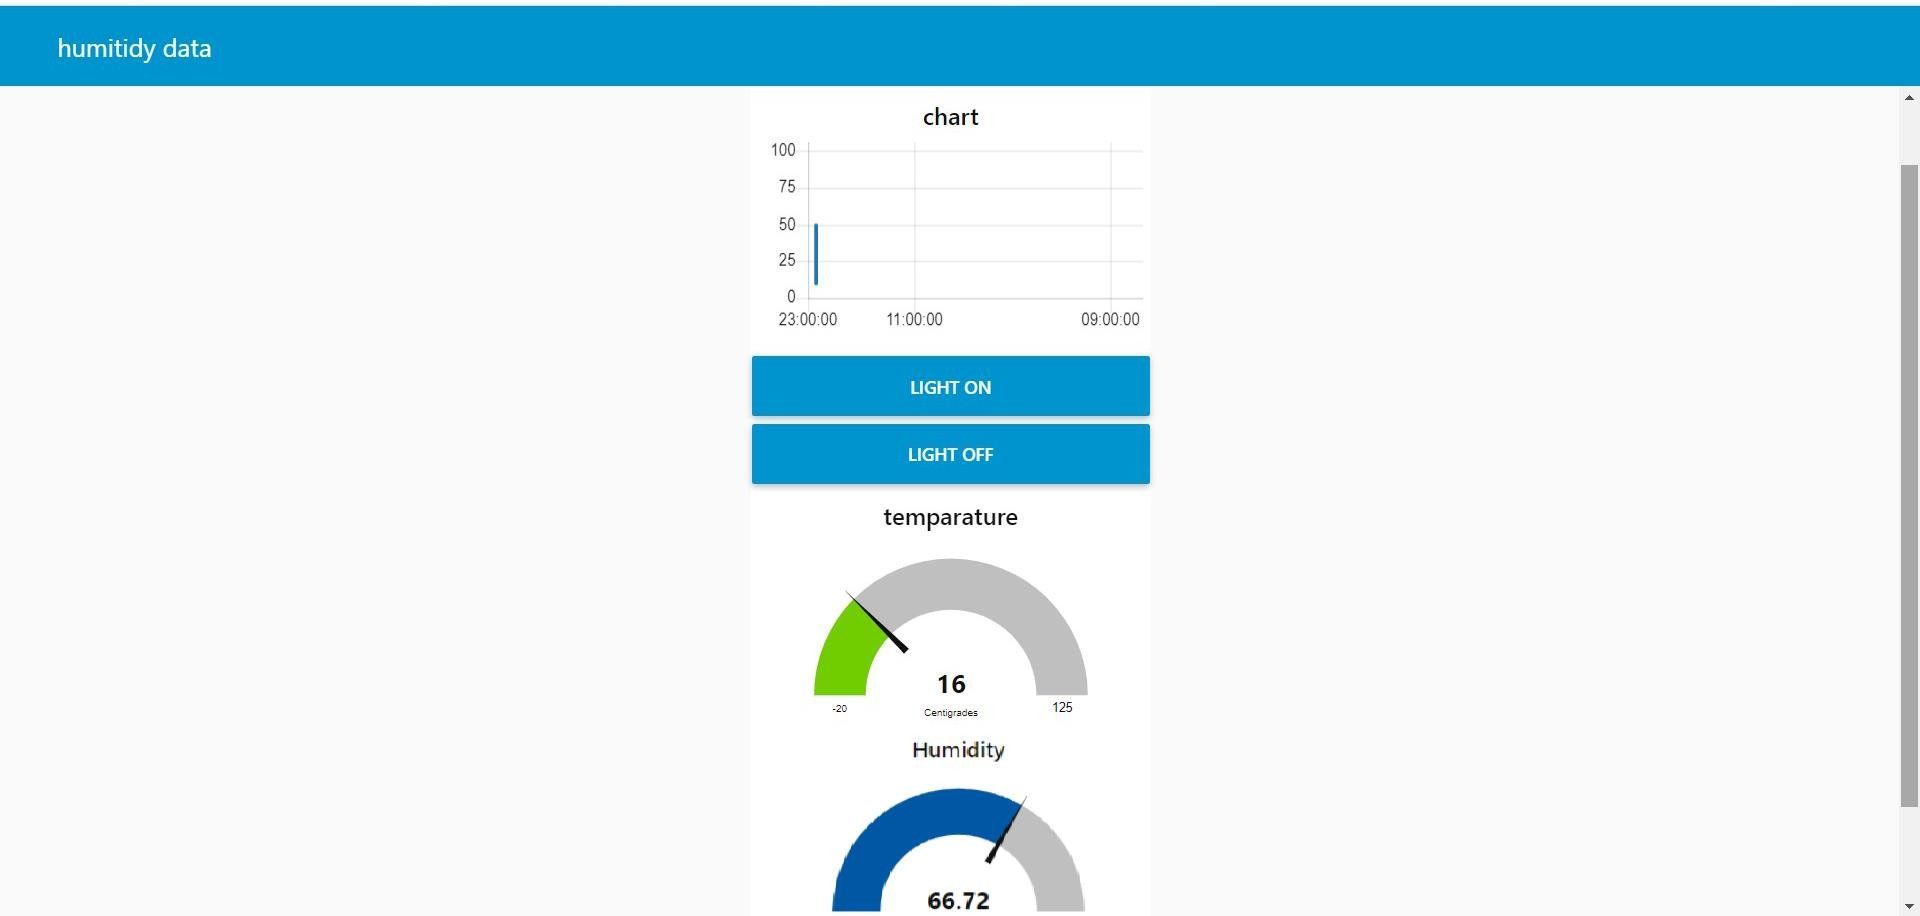 humitidy data
chart
100
75
50
25
0
23:00:00 11:00:00 09:00:00
LIGHT ON
LIGHT OFF
temparature
16
-20 Centigrades 125
Humidity
66.72